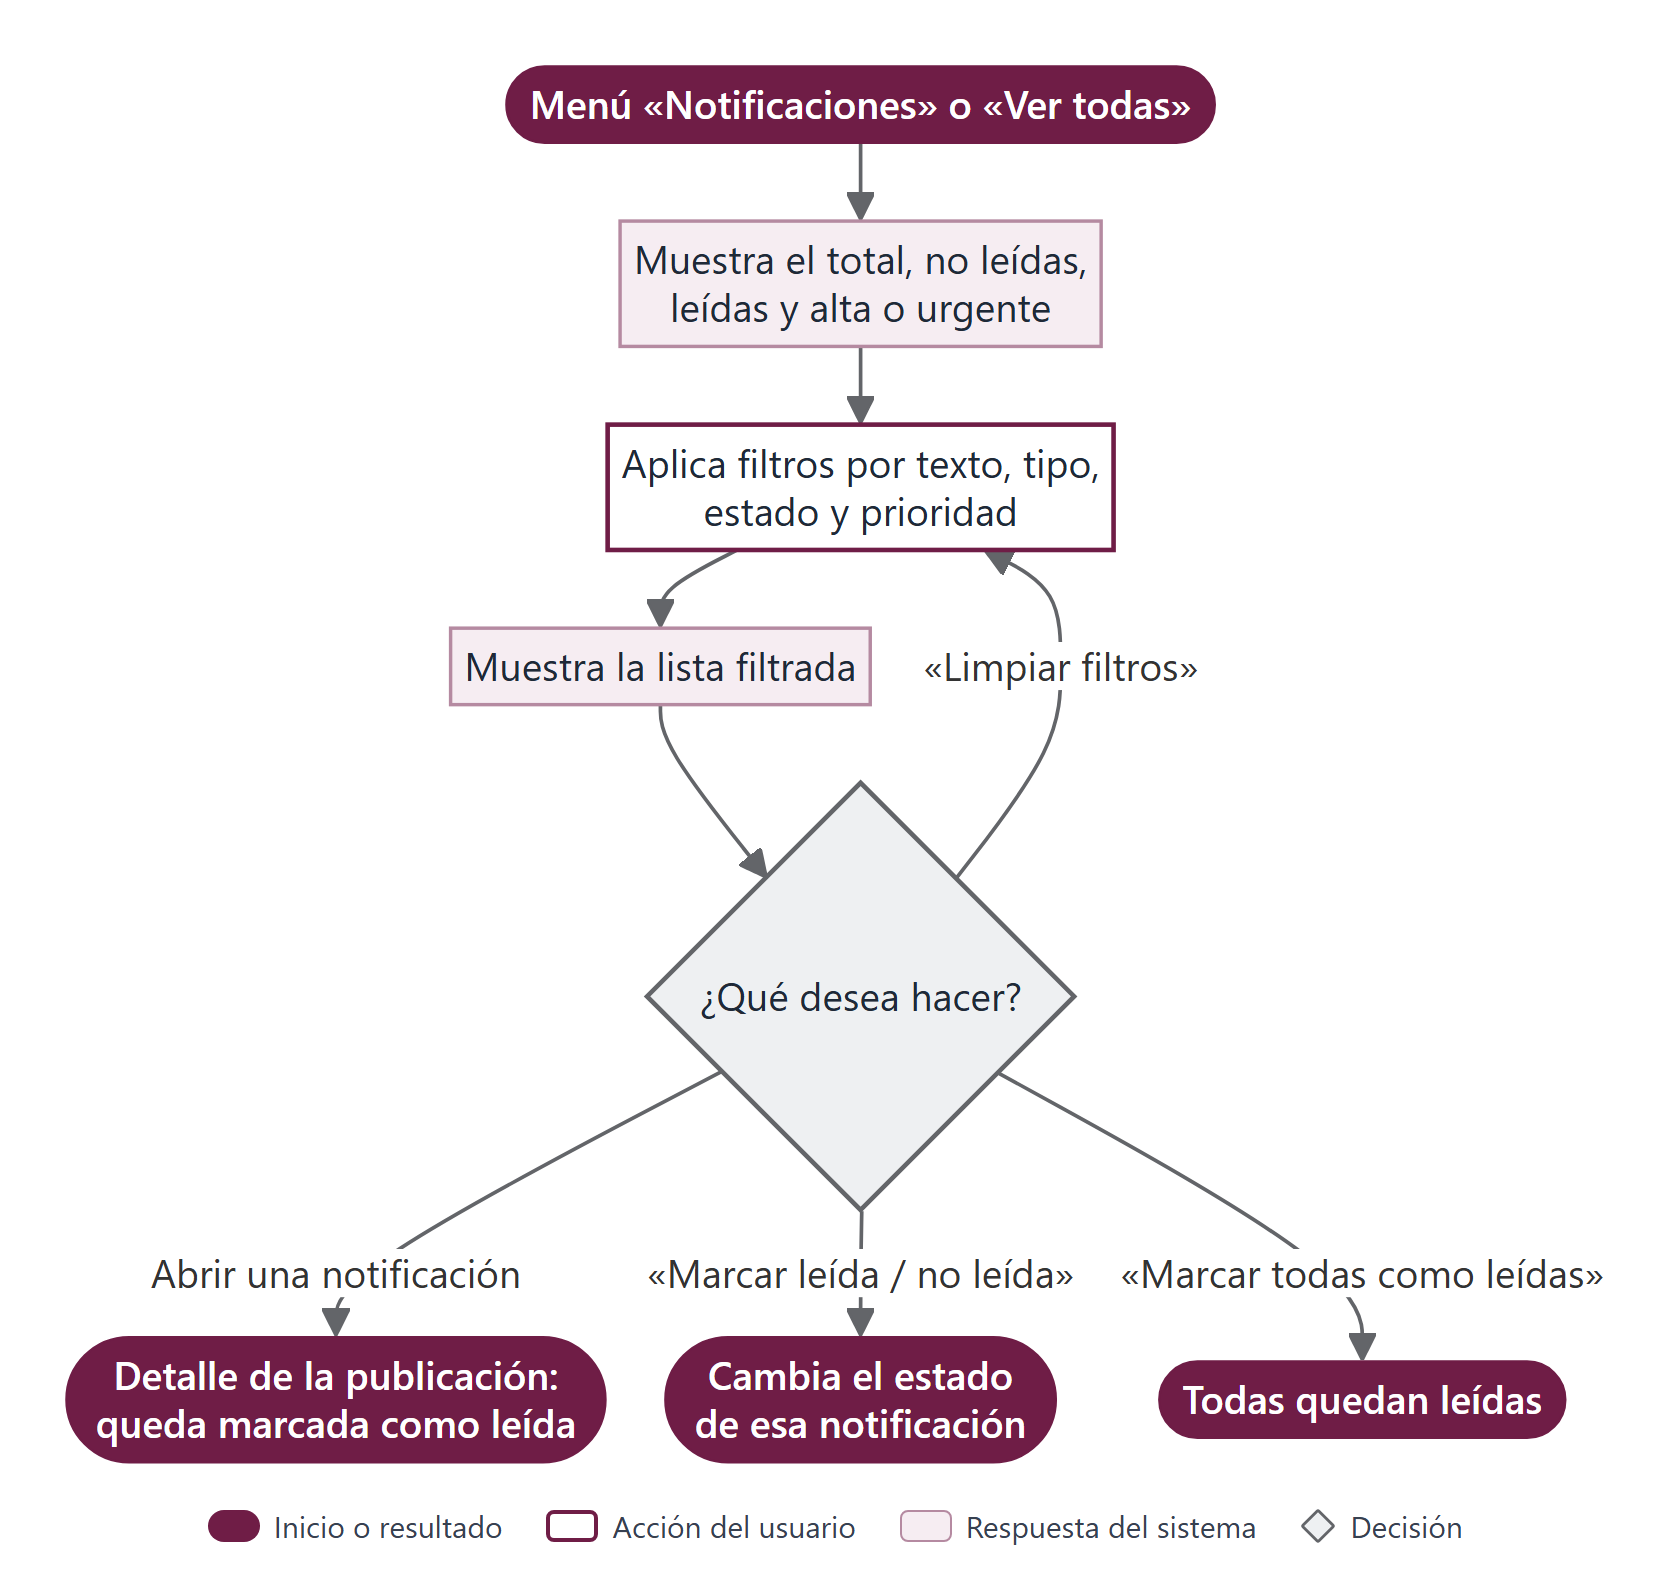 Menú «Notificaciones» o «Ver todas»
Muestra el total, no leídas,
leídas y alta o urgente
Aplica filtros por texto, tipo,
estado y prioridad
Muestra la lista filtrada
«Limpiar filtros»
¿Qué desea hacer?
Abrir una notificación
«Marcar leída / no leída»
«Marcar todas como leídas»
Detalle de la publicación:
queda marcada como leída
Cambia el estado
de esa notificación
Todas quedan leídas
Inicio o resultado
Acción del usuario
Respuesta del sistema
Decisión